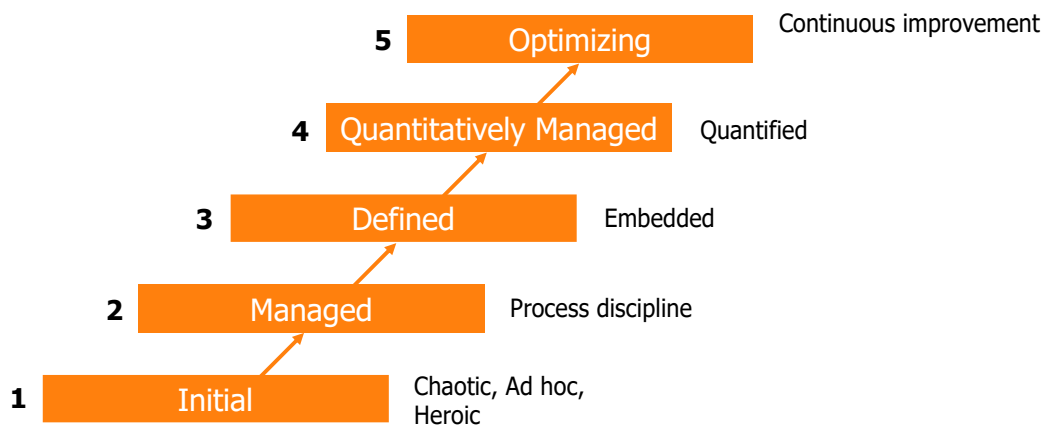 5 Optimizing Continuous improvement
4 Quantitatively Managed Quantified
3 Defined Embedded
2 Managed Process discipline
1 Initial Chaotic, Ad hoc,
Heroic